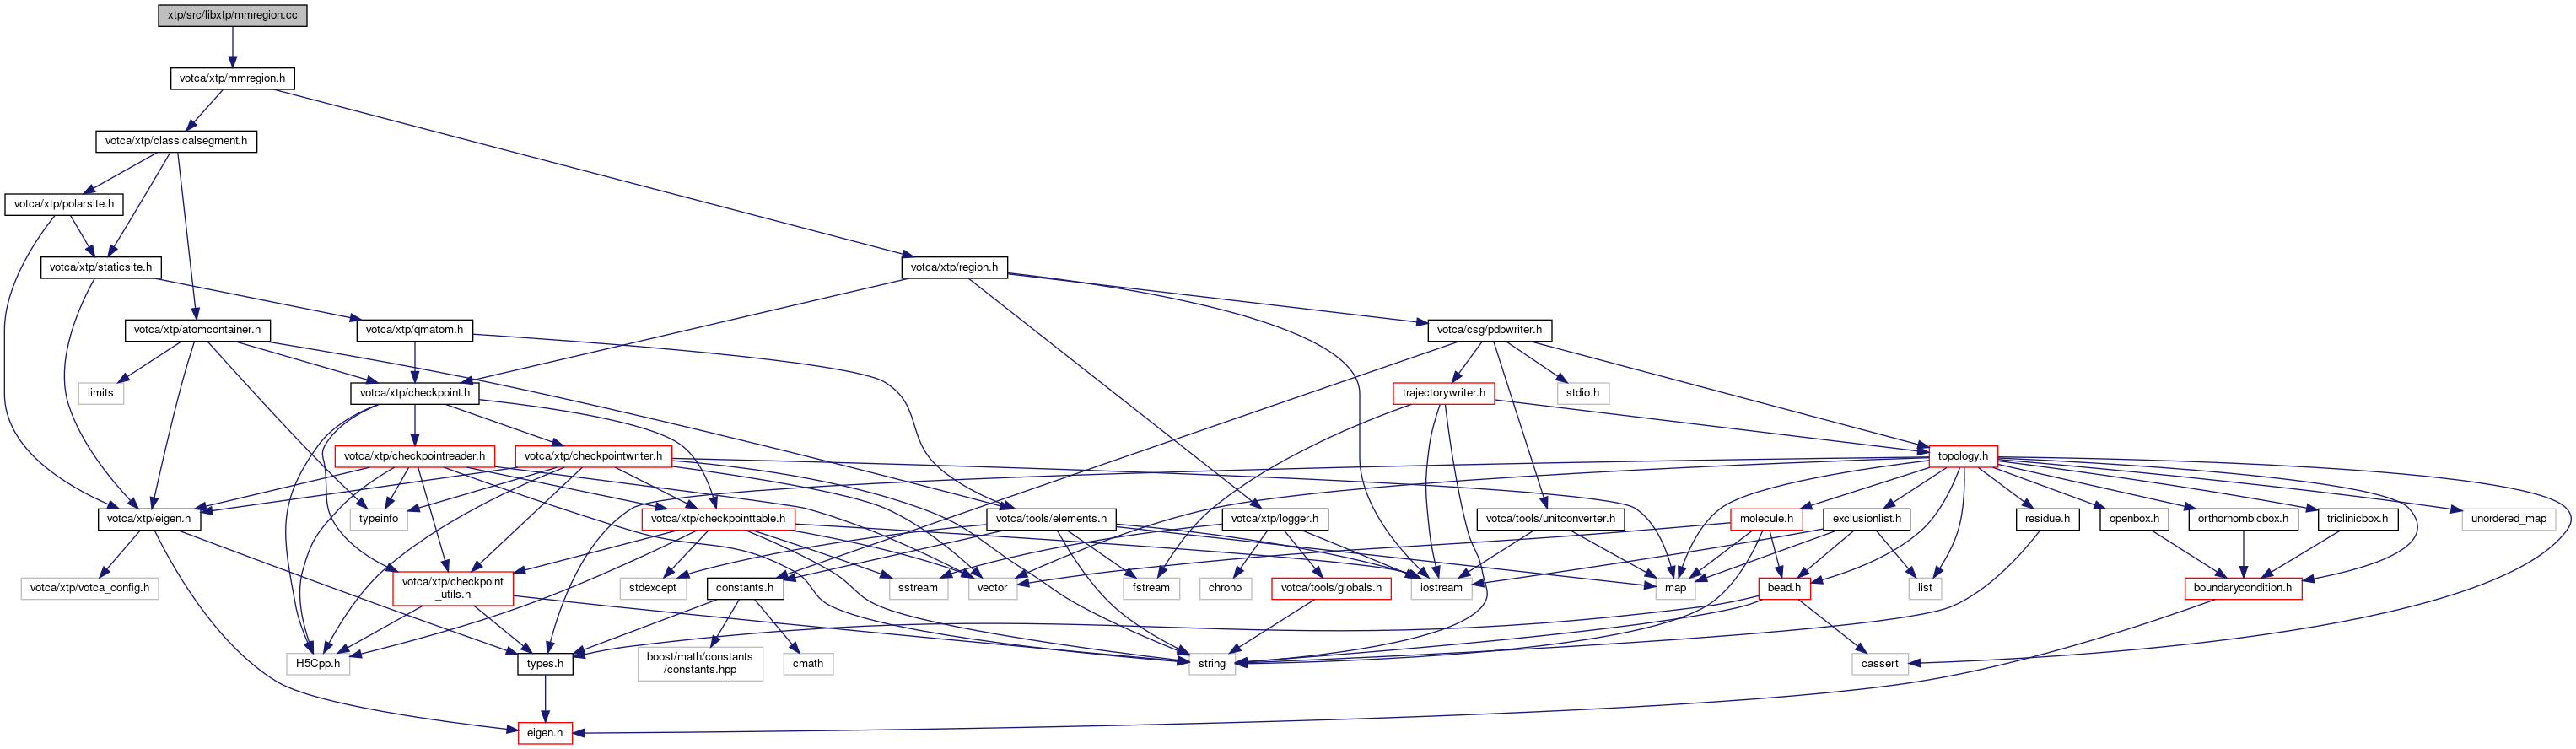 xtp/src/libxtp/mmregion.cc
votca/xtp/mmregion.h
votca/xtp/classicalsegment.h
votca/xtp/polarsite.h
votca/xtp/staticsite.h
votca/xtp/region.h
votca/xtp/atomcontainer.h
votca/xtp/qmatom.h
votca/csg/pdbwriter.h
limits
votca/xtp/checkpoint.h
trajectorywriter.h
stdio.h
votca/xtp/checkpointreader.h
votca/xtp/checkpointwriter.h
topology.h
votca/xtp/eigen.h
typeinfo
votca/xtp/checkpointtable.h
votca/tools/elements.h
votca/xtp/logger.h
votca/tools/unitconverter.h
molecule.h
exclusionlist.h
residue.h
openbox.h
orthorhombicbox.h
triclinicbox.h
unordered_map
votca/xtp/votca_config.h
votca/xtp/checkpoint
_utils.h
stdexcept
constants.h
sstream
vector
fstream
chrono
votca/tools/globals.h
iostream
map
bead.h
list
boundarycondition.h
H5Cpp.h
types.h
boost/math/constants
/constants.hpp
cmath
string
cassert
eigen.h